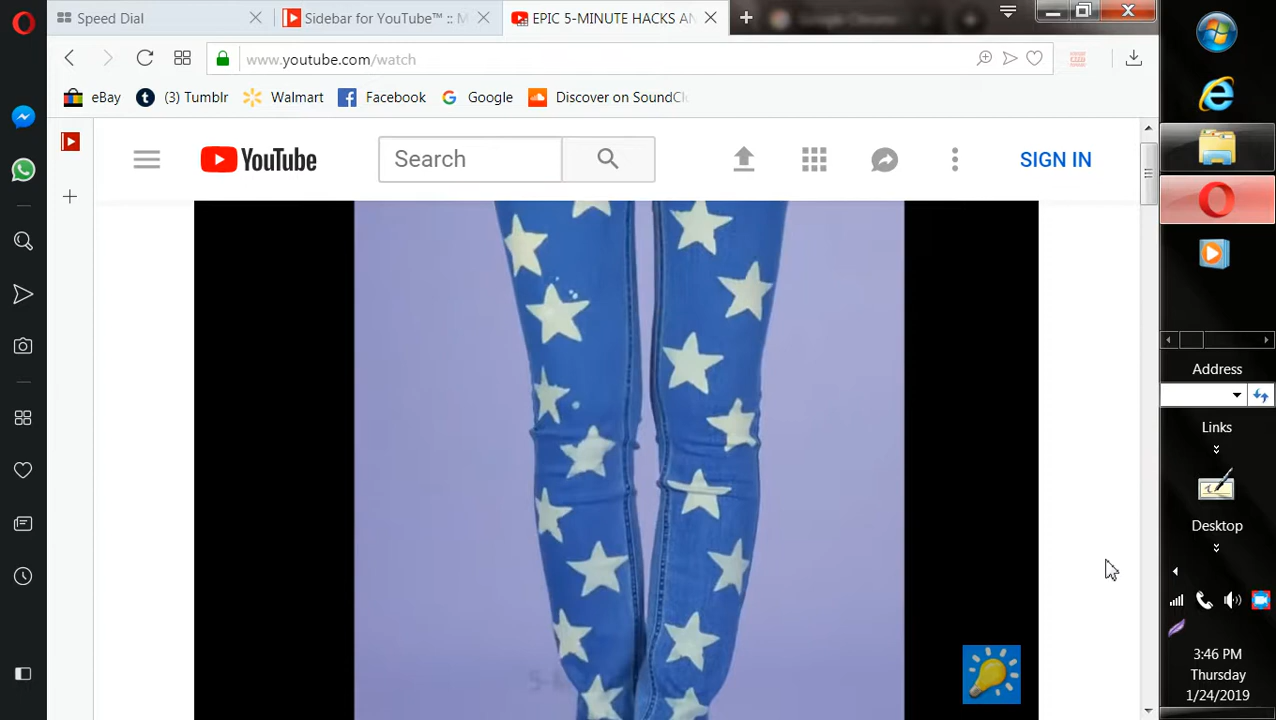 Speed Dial
Sidebar for YouTube™ :: M
EPIC 5-MINUTE HACKS AN
www.youtube.com/watch
eBay
(3) Tumblr
Walmart
Facebook
Google
Discover on SoundClo
YouTube
Search
SIGN IN
Address
Links
Desktop
3:46 PM
Thursday
1/24/2019